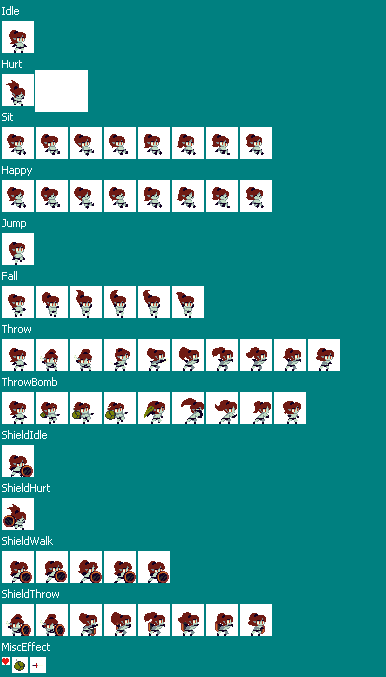 Idle
Hurt
Sit
Happy
Jump
Fall
Throw
ThrowBomb
ShieldIdle
ShieldHurt
ShieldWalk
ShieldThrow
MiscEffect